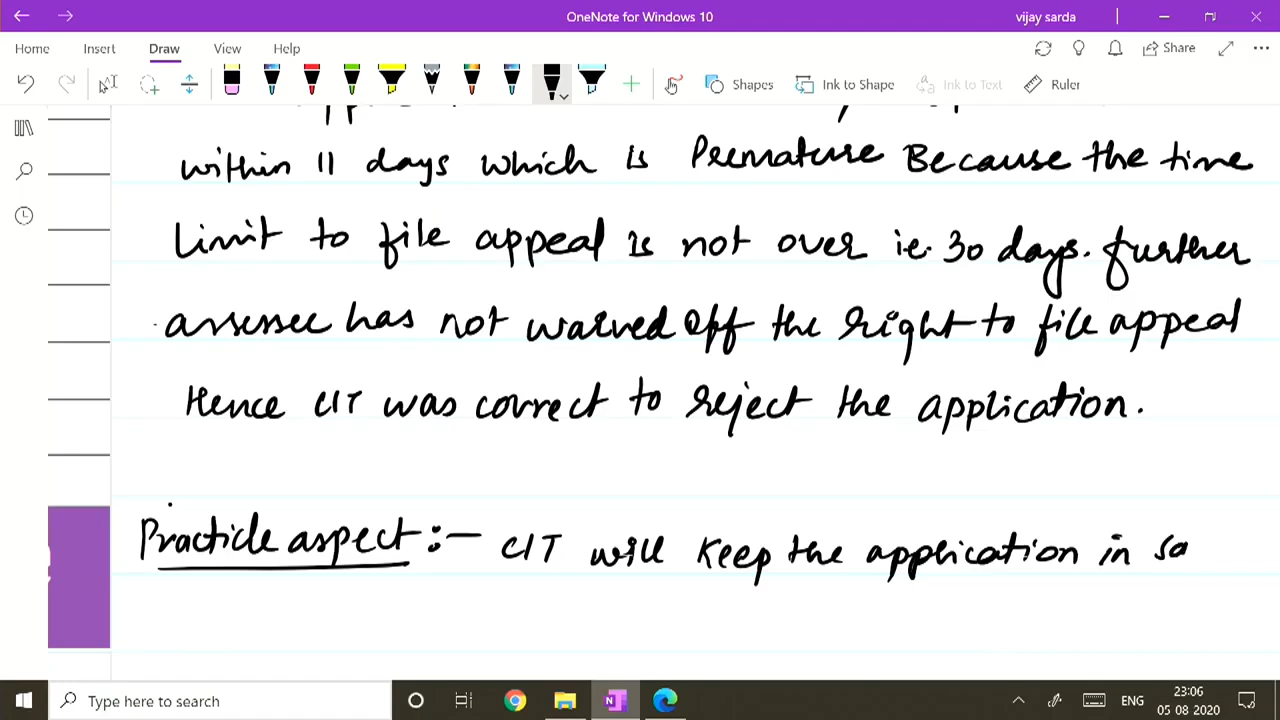 OneNote for Windows 10
vijay sarda
Home Insert Draw View Help
Share
Shapes Ink to Shape Ink to Text Ruler
within 11 days which is Premature Because the time
limit to file appeal is not over ie. 30 days. further
assessee has not waived off the right to file appeal
Hence CIT was correct to reject the application.
Practicle aspect :- CIT will keep the application in sa
Type here to search
ENG
23:06
05-08-2020